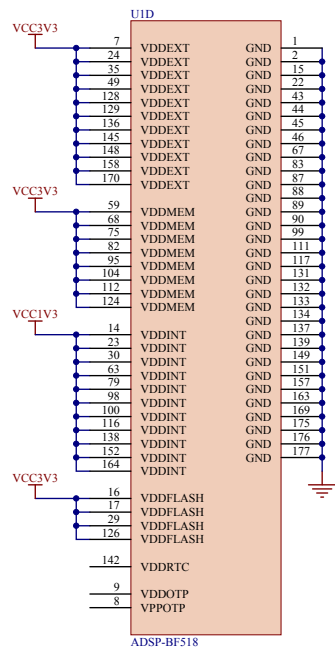 U1D
VCC3V3
7 VDDEXT GND 1
24 VDDEXT GND 2
35 VDDEXT GND 15
49 VDDEXT GND 22
128 VDDEXT GND 43
129 VDDEXT GND 44
136 VDDEXT GND 45
145 VDDEXT GND 46
148 VDDEXT GND 67
158 VDDEXT GND 83
170 VDDEXT GND 87
VCC3V3 GND 88
59 VDDMEM GND 89
68 VDDMEM GND 90
75 VDDMEM GND 99
82 VDDMEM GND 111
95 VDDMEM GND 117
104 VDDMEM GND 131
112 VDDMEM GND 132
124 VDDMEM GND 133
VCC1V3 GND 134
14 VDDINT GND 137
23 VDDINT GND 139
30 VDDINT GND 149
63 VDDINT GND 151
79 VDDINT GND 157
98 VDDINT GND 163
100 VDDINT GND 169
116 VDDINT GND 175
138 VDDINT GND 176
152 VDDINT GND 177
164 VDDINT
VCC3V3
16 VDDFLASH
17 VDDFLASH
29 VDDFLASH
126 VDDFLASH
142 VDDRTC
9 VDDOTP
8 VPPOTP
ADSP-BF518